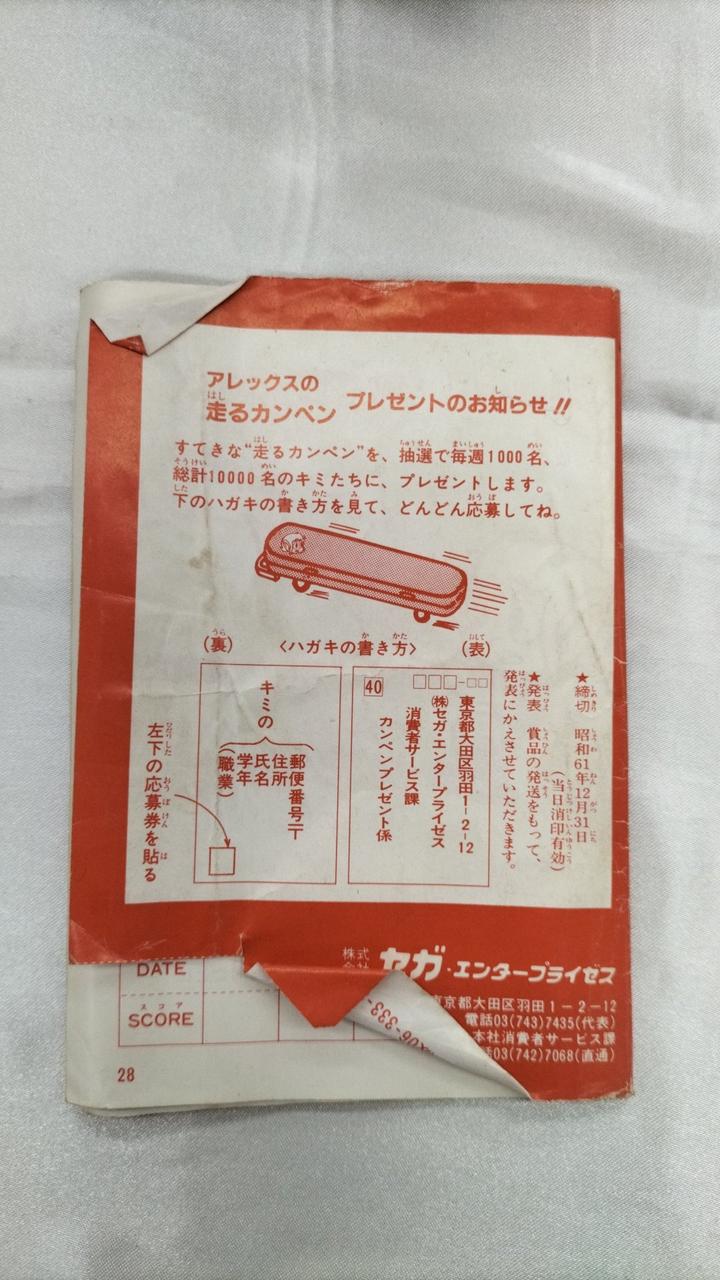 アレックスの
走るカンペン プレゼントのお知らせ!!
すてきな“走るカンペン”を、抽選で毎週1000名、
総計10000名のキミたちに、プレゼントします。
下のハガキの書き方を見て、どんどん応募してね。
(裏) 〈ハガキの書き方〉 (表)
★締切 昭和61年12月31日
(当日消印有効)
★発表 賞品の発送をもって、
発表にかえさせていただきます。
40 □□□-□□
東京都大田区羽田1-2-12
㈱セガ・エンタープライゼス
消費者サービス課
カンペンプレゼント係
キミの
郵便番号〒
住所
氏名
学年
(職業)
左下の応募券を貼る
DATE
SCORE
スコア
28
株式会社 セガ・エンタープライゼス
東京都大田区羽田1-2-12
電話03(743)7435(代表)
本社消費者サービス課
話03(742)7068(直通)
06-333-